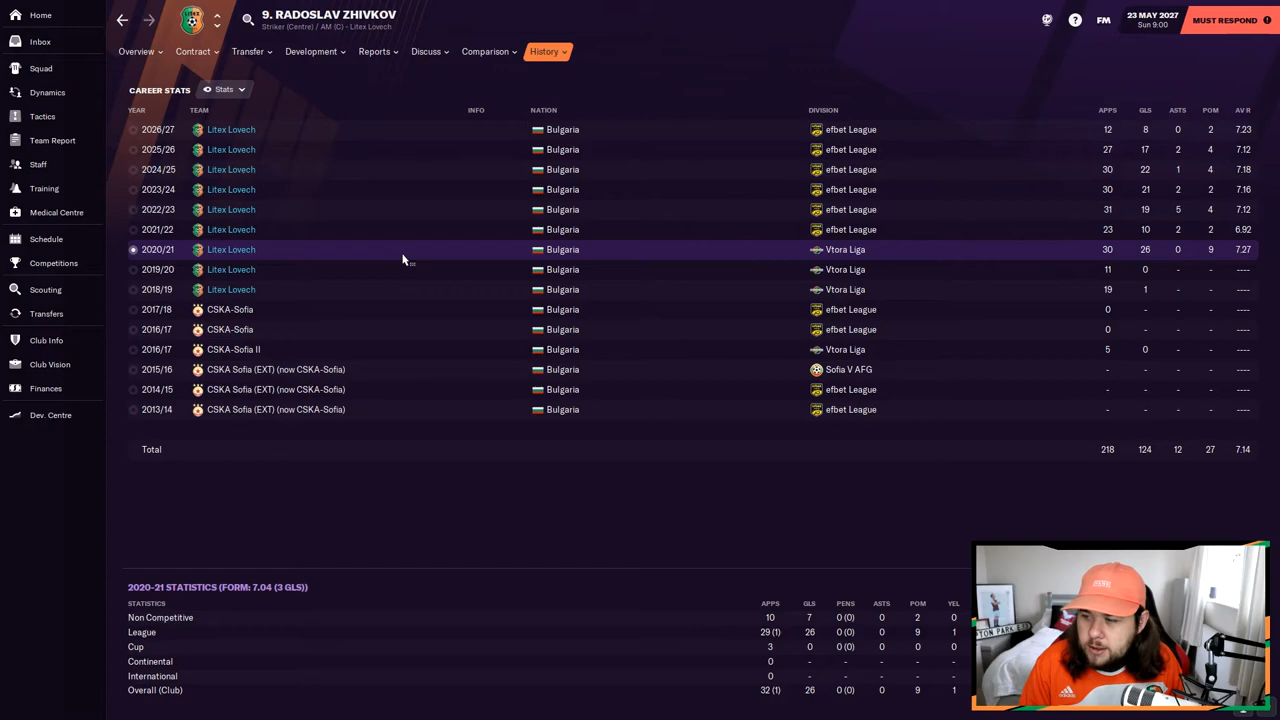 Home
9. RADOSLAV ZHIVKOV
Striker (Centre) / AM (C) - Litex Lovech
? FM 23 MAY 2027 MUST RESPOND
Sun 9:00
Inbox
Overview Contract Transfer Development Reports Discuss Comparison History
Squad
Dynamics
Tactics
Team Report
Staff
Training
Medical Centre
Schedule
Competitions
Scouting
Transfers
Club Info
Club Vision
Finances
Dev. Centre
CAREER STATS Stats
YEAR TEAM INFO NATION DIVISION APPS GLS ASTS POM AV R
2026/27 Litex Lovech Bulgaria efbet League 12 8 0 2 7.23
2025/26 Litex Lovech Bulgaria efbet League 27 17 2 4 7.12
2024/25 Litex Lovech Bulgaria efbet League 30 22 1 4 7.18
2023/24 Litex Lovech Bulgaria efbet League 30 21 2 2 7.16
2022/23 Litex Lovech Bulgaria efbet League 31 19 5 4 7.12
2021/22 Litex Lovech Bulgaria efbet League 23 10 2 2 6.92
2020/21 Litex Lovech Bulgaria Vtora Liga 30 26 0 9 7.27
2019/20 Litex Lovech Bulgaria Vtora Liga 11 0 - - ----
2018/19 Litex Lovech Bulgaria Vtora Liga 19 1 - - ----
2017/18 CSKA-Sofia Bulgaria efbet League 0 - - ----
2016/17 CSKA-Sofia Bulgaria efbet League 0 - - ----
2016/17 CSKA-Sofia II Bulgaria Vtora Liga 5 0 - - ----
2015/16 CSKA Sofia (EXT) (now CSKA-Sofia) Bulgaria Sofia V AFG - - - - ----
2014/15 CSKA Sofia (EXT) (now CSKA-Sofia) Bulgaria efbet League - - - - ----
2013/14 CSKA Sofia (EXT) (now CSKA-Sofia) Bulgaria efbet League - - - - ----
Total 218 124 12 27 7.14
2020-21 STATISTICS (FORM: 7.04 (3 GLS))
STATISTICS APPS GLS PENS ASTS POM YEL
Non Competitive 10 7 0 (0) 0 2 0
League 29 (1) 26 0 (0) 0 9 1
Cup 3 0 0 (0) 0 0 0
Continental 0 - - - - -
International 0 - - - - -
Overall (Club) 32 (1) 26 0 (0) 0 9 1
adidas